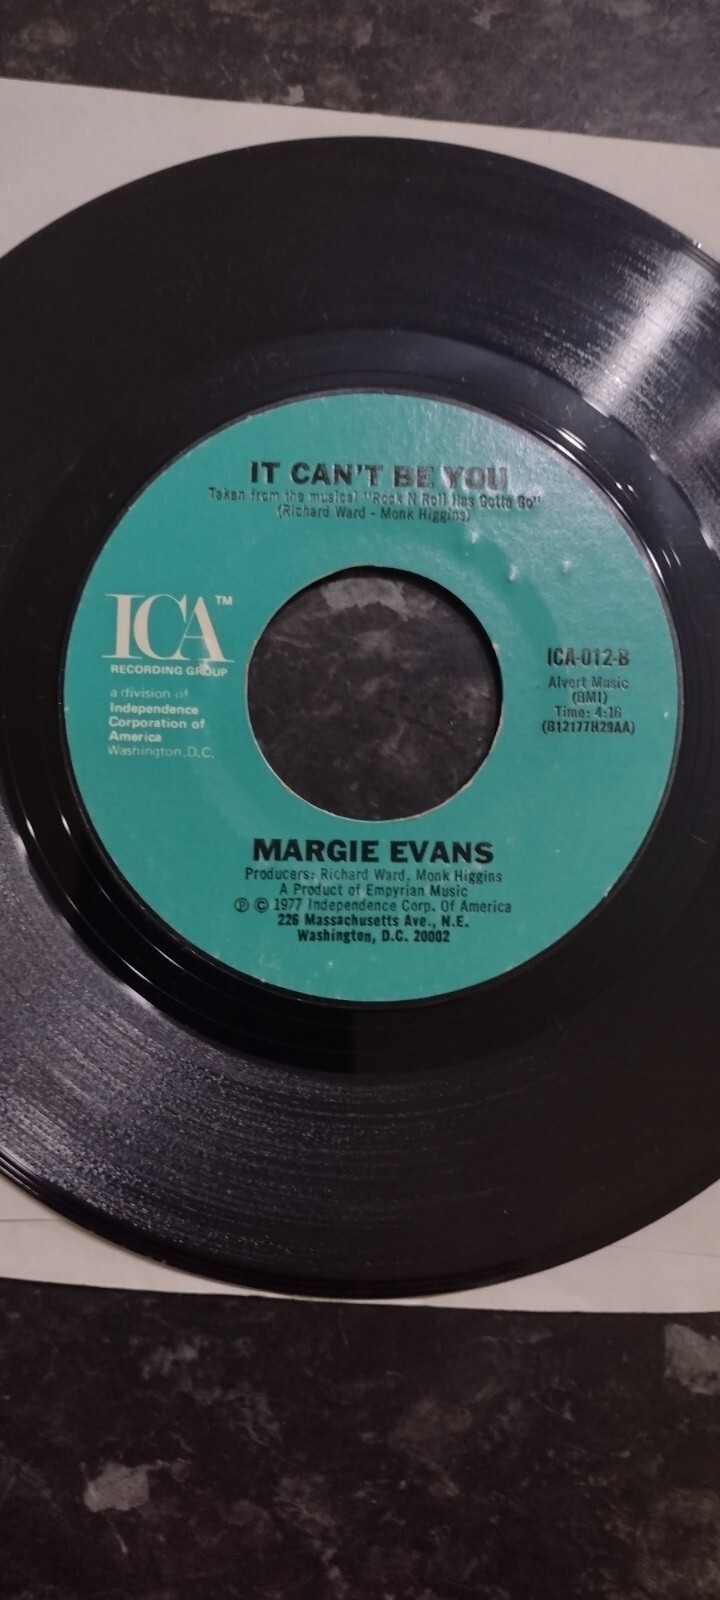 IT CAN'T BE YOU
Taken from the musical "Rock N Roll Has Gotta Go"
(Richard Ward - Monk Higgins)
ICA™
RECORDING GROUP
a division of
Independence
Corporation of
America
Washington, D.C.
ICA-012-B
Alvert Music
(BMI)
Time: 4:16
(B12177H29AA)
MARGIE EVANS
Producers: Richard Ward, Monk Higgins
A Product of Empyrian Music
℗ © 1977 Independence Corp. Of America
226 Massachusetts Ave., N.E.
Washington, D.C. 20002